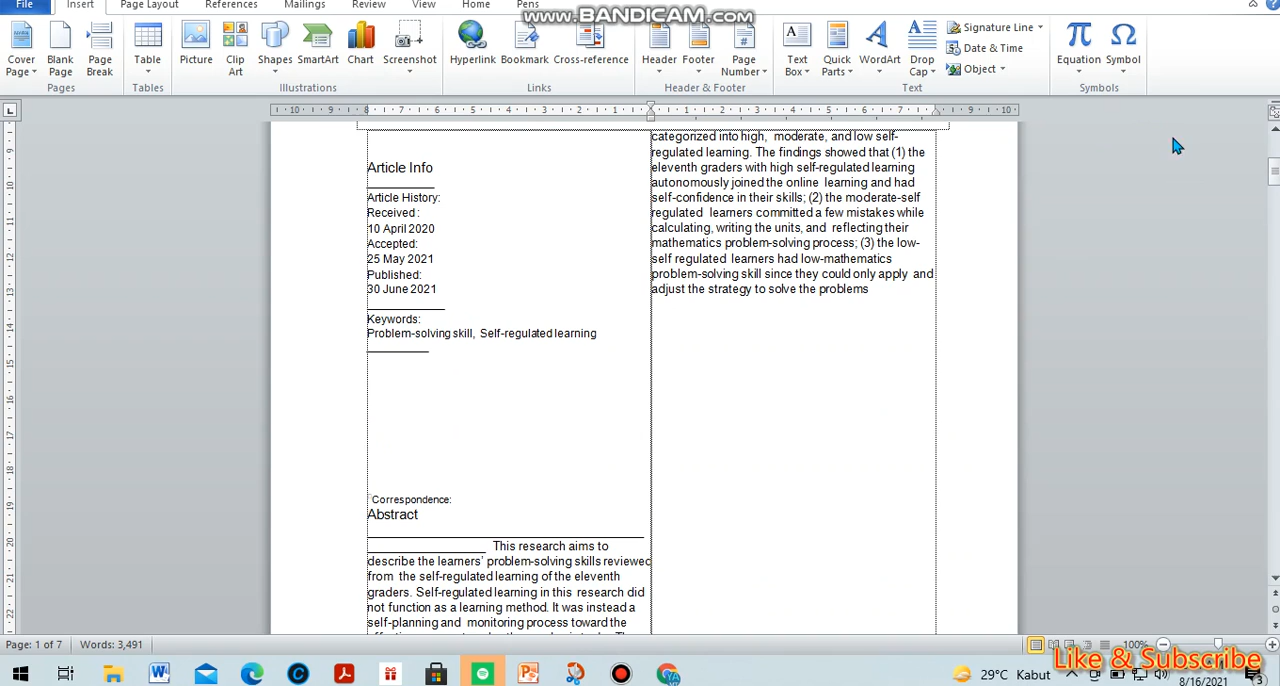 www.BANDICAM.com
File Insert Page Layout References Mailings Review View Home Pens
Cover Page
Blank Page
Page Break
Table
Picture
Clip Art
Shapes
SmartArt
Chart
Screenshot
Hyperlink
Bookmark
Cross-reference
Header
Footer
Page Number
Text Box
Quick Parts
WordArt
Drop Cap
Signature Line
Date & Time
Object
Equation
Symbol
Pages Tables Illustrations Links Header & Footer Text Symbols
Article Info
Article History:
Received:
10 April 2020
Accepted:
25 May 2021
Published:
30 June 2021
Keywords:
Problem-solving skill, Self-regulated learning
Correspondence:
Abstract
This research aims to
describe the learners' problem-solving skills reviewed
from the self-regulated learning of the eleventh
graders. Self-regulated learning in this research did
not function as a learning method. It was instead a
self-planning and monitoring process toward the
categorized into high, moderate, and low self-
regulated learning. The findings showed that (1) the
eleventh graders with high self-regulated learning
autonomously joined the online learning and had
self-confidence in their skills; (2) the moderate-self
regulated learners committed a few mistakes while
calculating, writing the units, and reflecting their
mathematics problem-solving process; (3) the low-
self regulated learners had low-mathematics
problem-solving skill since they could only apply and
adjust the strategy to solve the problems
Page: 1 of 7 Words: 3,491 100%
Like & Subscribe
29°C Kabut
8/16/2021